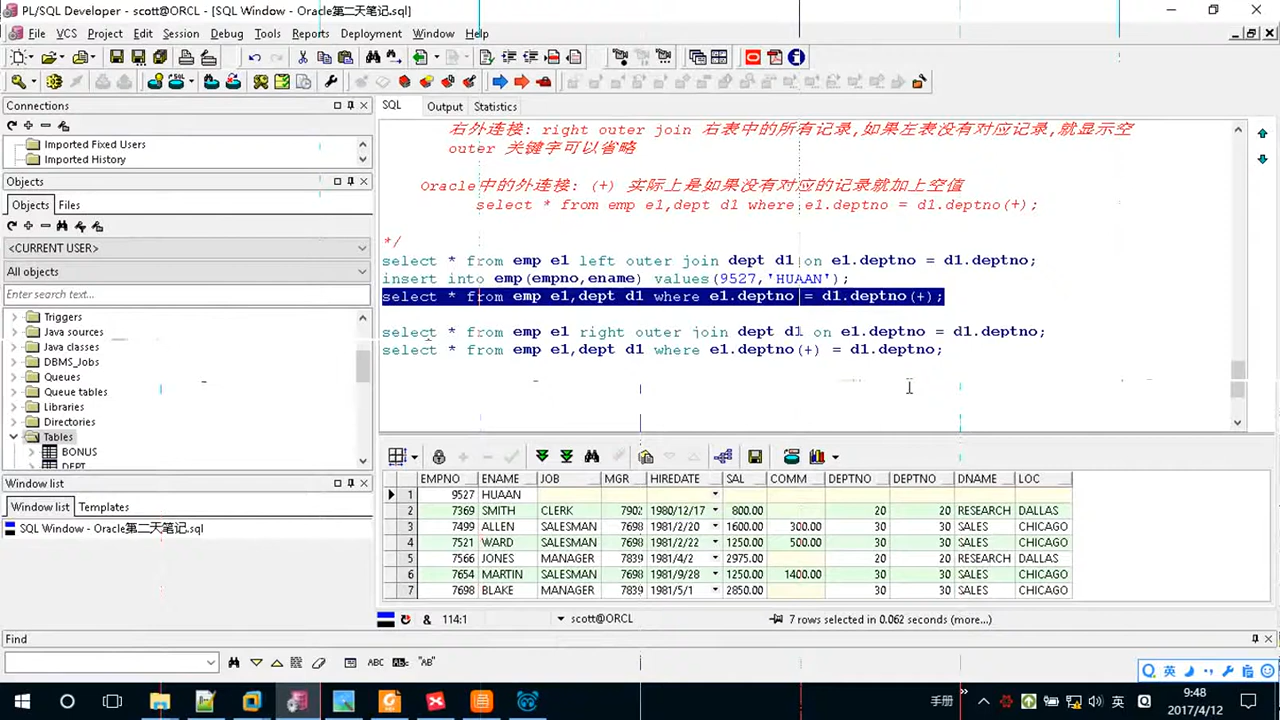 PL/SQL Developer - scott@ORCL - [SQL Window - Oracle第二天笔记.sql]
File VCS Project Edit Session Debug Tools Reports Deployment Window Help
Connections
Imported Fixed Users
Imported History
Objects
Objects Files
<CURRENT USER>
All objects
Enter filter text...
Triggers
Java sources
Java classes
DBMS_Jobs
Queues
Queue tables
Libraries
Directories
Tables
BONUS
DEPT
Window list
Window list Templates
SQL Window - Oracle第二天笔记.sql
SQL Output Statistics
右外连接: right outer join 右表中的所有记录,如果左表没有对应记录,就显示空
outer 关键字可以省略
Oracle中的外连接: (+) 实际上是如果没有对应的记录就加上空值
select * from emp e1,dept d1 where e1.deptno = d1.deptno(+);
*/
select * from emp e1 left outer join dept d1 on e1.deptno = d1.deptno;
insert into emp(empno,ename) values(9527,'HUAAN');
select * from emp e1,dept d1 where e1.deptno = d1.deptno(+);
select * from emp e1 right outer join dept d1 on e1.deptno = d1.deptno;
select * from emp e1,dept d1 where e1.deptno(+) = d1.deptno;
EMPNO ENAME JOB MGR HIREDATE SAL COMM DEPTNO DEPTNO DNAME LOC
1 9527 HUAAN
2 7369 SMITH CLERK 7902 1980/12/17 800.00 20 20 RESEARCH DALLAS
3 7499 ALLEN SALESMAN 7698 1981/2/20 1600.00 300.00 30 30 SALES CHICAGO
4 7521 WARD SALESMAN 7698 1981/2/22 1250.00 500.00 30 30 SALES CHICAGO
5 7566 JONES MANAGER 7839 1981/4/2 2975.00 20 20 RESEARCH DALLAS
6 7654 MARTIN SALESMAN 7698 1981/9/28 1250.00 1400.00 30 30 SALES CHICAGO
7 7698 BLAKE MANAGER 7839 1981/5/1 2850.00 30 30 SALES CHICAGO
& 114:1 scott@ORCL 7 rows selected in 0.062 seconds (more...)
Find
ABC "AB"
英
手册 英 9:48
2017/4/12